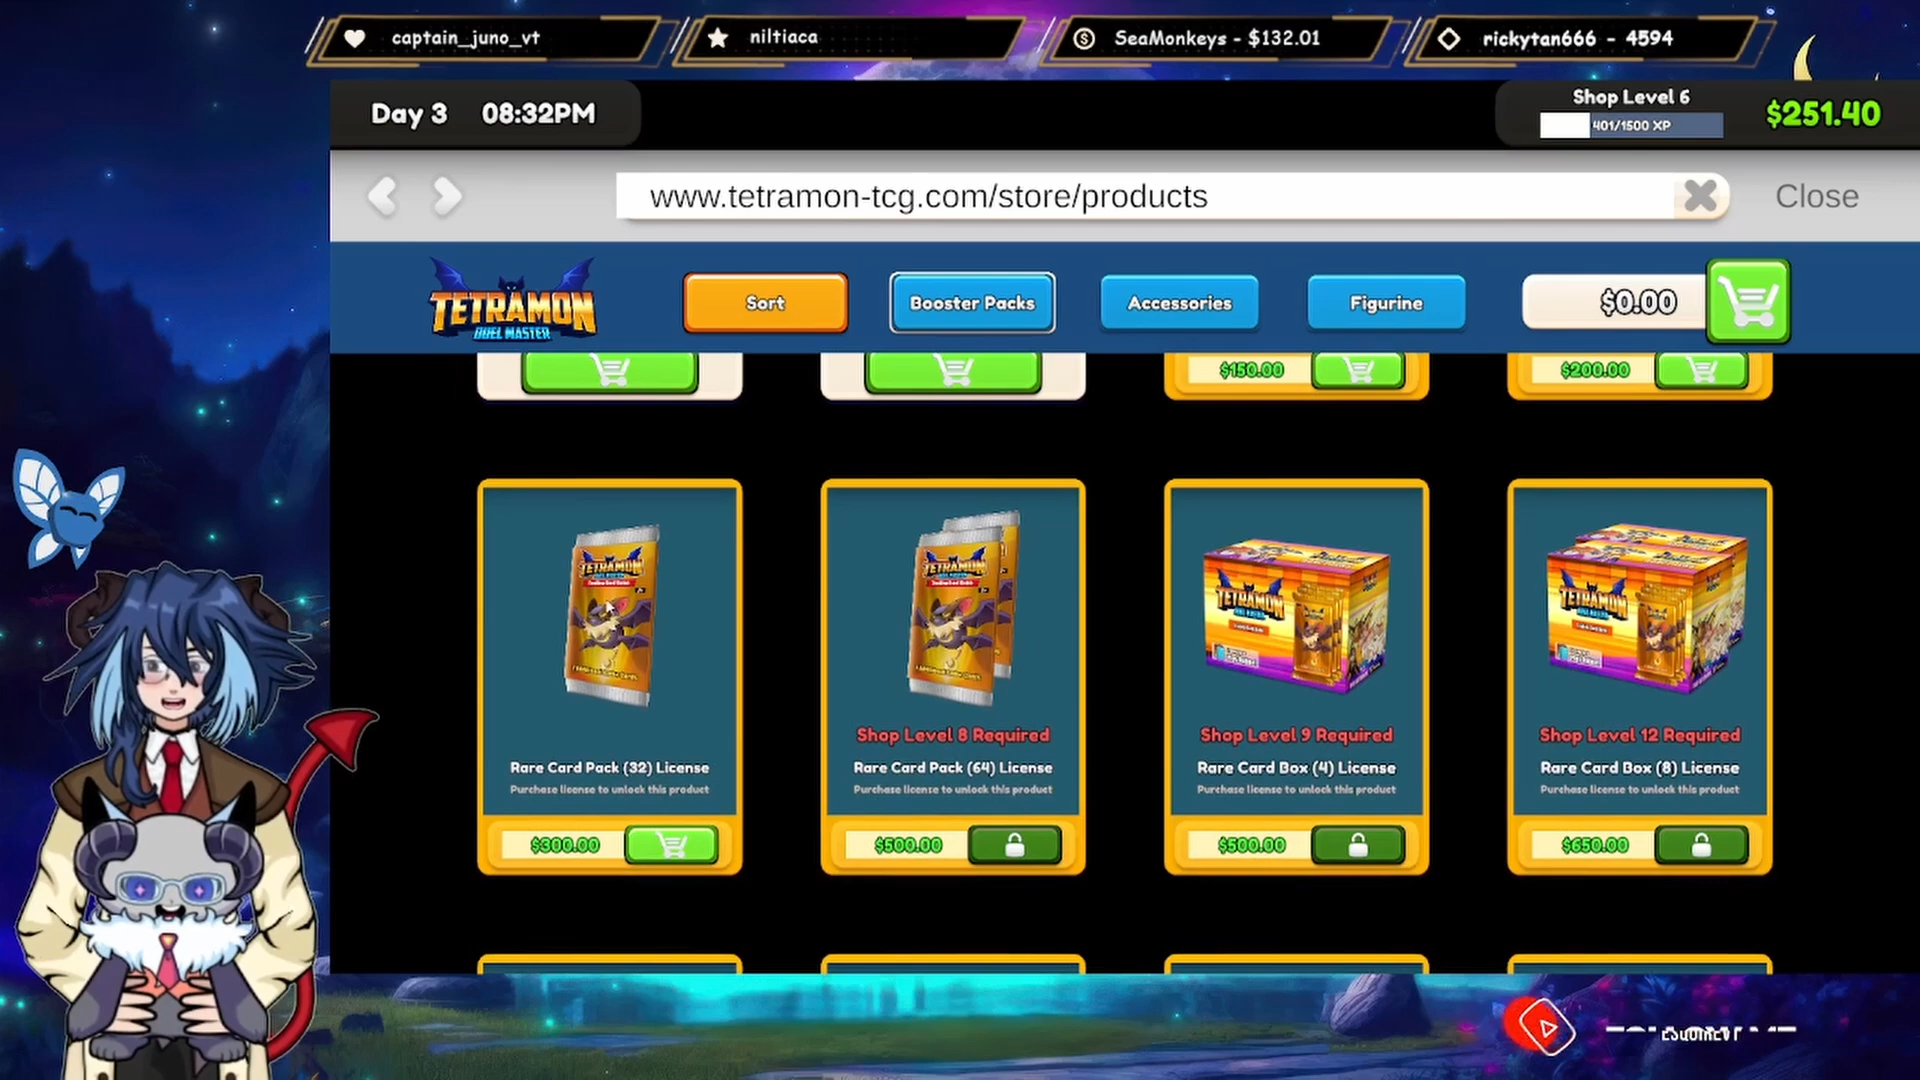 captain_juno_vt
niltiaca
SeaMonkeys - $132.01
rickytan666 - 4594
Day 3 08:32PM
Shop Level 6
401/1500 XP
$251.40
www.tetramon-tcg.com/store/products
Close
TETRAMON
DUEL MASTER
Sort
Booster Packs
Accessories
Figurine
$0.00
$150.00
$200.00
TETRAMON
TETRAMON
TETRAMON
TETRAMON
Shop Level 8 Required
Shop Level 9 Required
Shop Level 12 Required
Rare Card Pack (32) License
Rare Card Pack (64) License
Rare Card Box (4) License
Rare Card Box (8) License
Purchase license to unlock this product
Purchase license to unlock this product
Purchase license to unlock this product
Purchase license to unlock this product
$300.00
$500.00
$500.00
$650.00